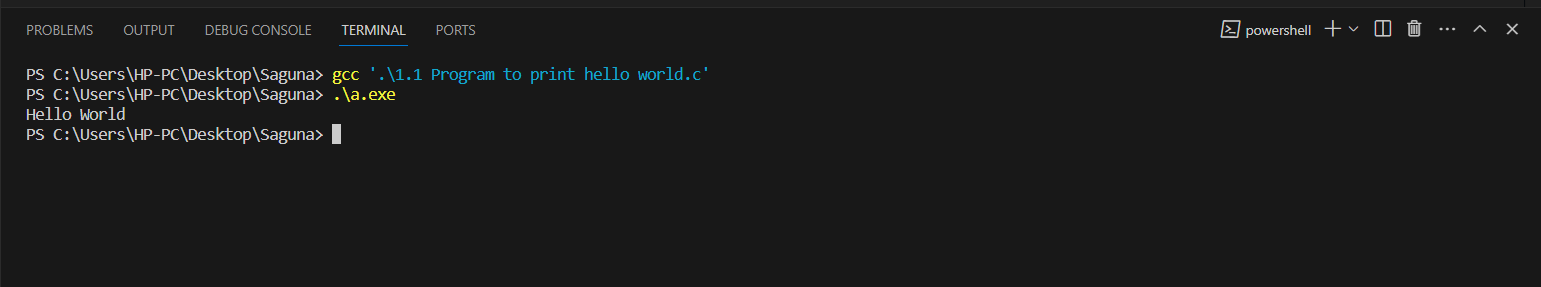 PROBLEMS OUTPUT DEBUG CONSOLE TERMINAL PORTS powershell
PS C:\Users\HP-PC\Desktop\Saguna> gcc '.\1.1 Program to print hello world.c'
PS C:\Users\HP-PC\Desktop\Saguna> .\a.exe
Hello World
PS C:\Users\HP-PC\Desktop\Saguna>